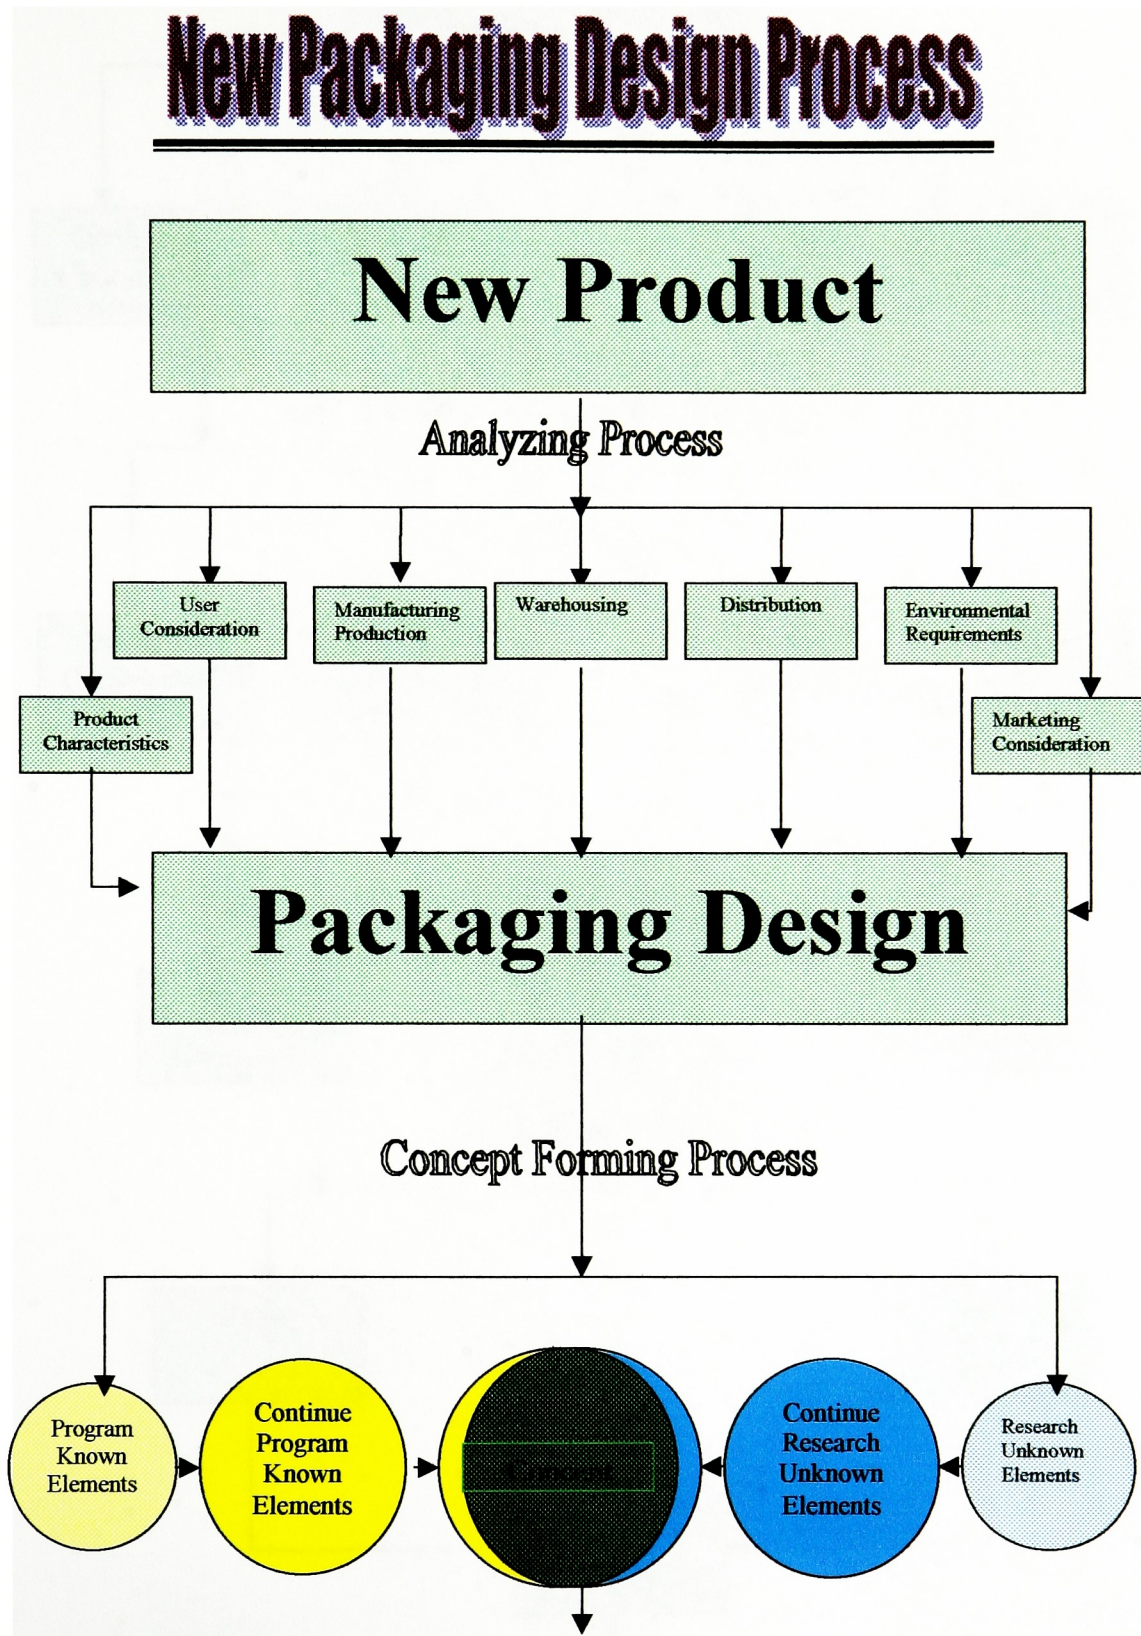 New Packaging Design Process
New Product
Analyzing Process
User
Consideration
Manufacturing
Production
Warehousing
Distribution
Environmental
Requirements
Product
Characteristics
Marketing
Consideration
Packaging Design
Concept Forming Process
Program
Known
Elements
Continue
Program
Known
Elements
Concept
Continue
Research
Unknown
Elements
Research
Unknown
Elements